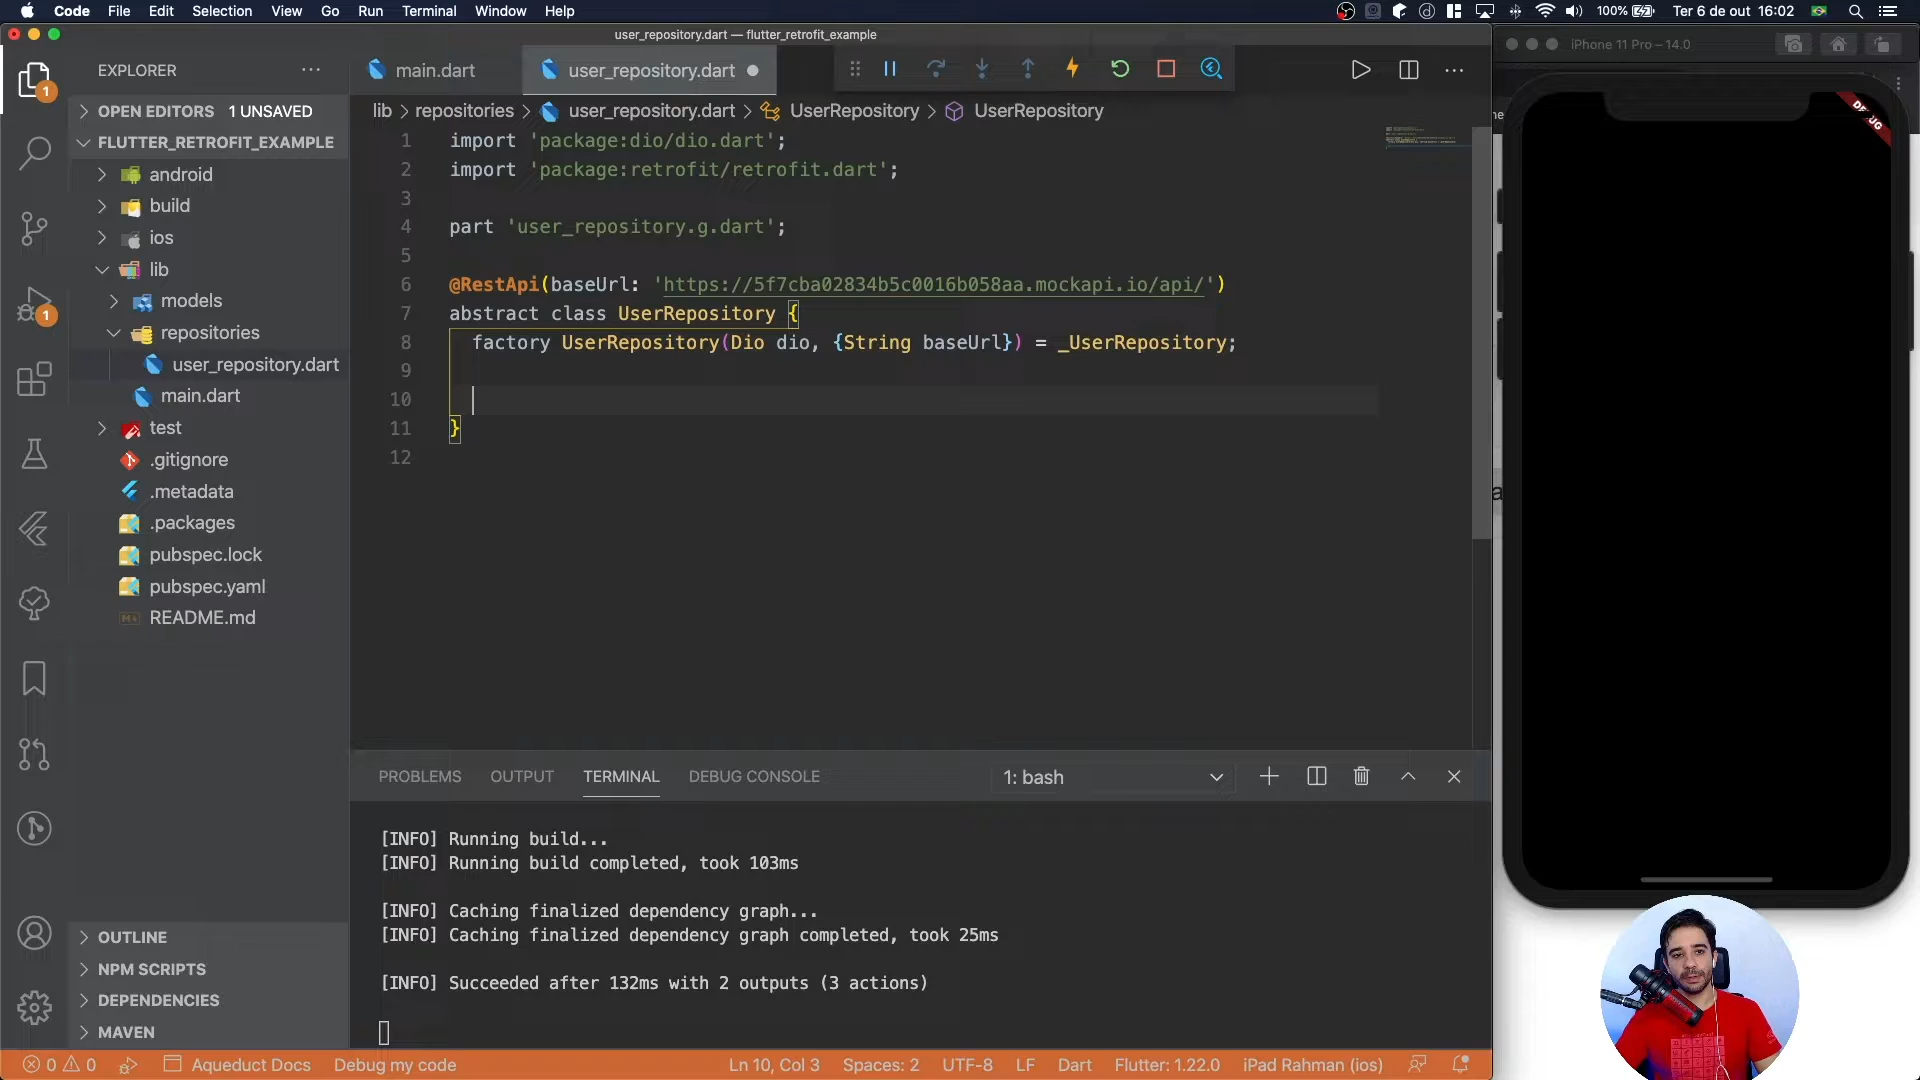 Code File Edit Selection View Go Run Terminal Window Help
100% Ter 6 de out 16:02
user_repository.dart — flutter_retrofit_example
iPhone 11 Pro – 14.0
EXPLORER
main.dart
user_repository.dart
OPEN EDITORS 1 UNSAVED
FLUTTER_RETROFIT_EXAMPLE
android
build
ios
lib
models
repositories
user_repository.dart
main.dart
test
.gitignore
.metadata
.packages
pubspec.lock
pubspec.yaml
README.md
OUTLINE
NPM SCRIPTS
DEPENDENCIES
MAVEN
1
1
lib > repositories > user_repository.dart > UserRepository > UserRepository
1 import 'package:dio/dio.dart';
2 import 'package:retrofit/retrofit.dart';
3
4 part 'user_repository.g.dart';
5
6 @RestApi(baseUrl: 'https://5f7cba02834b5c0016b058aa.mockapi.io/api/')
7 abstract class UserRepository {
8 factory UserRepository(Dio dio, {String baseUrl}) = _UserRepository;
9
10
11 }
12
DEBUG
PROBLEMS OUTPUT TERMINAL DEBUG CONSOLE
1: bash
[INFO] Running build...
[INFO] Running build completed, took 103ms
[INFO] Caching finalized dependency graph...
[INFO] Caching finalized dependency graph completed, took 25ms
[INFO] Succeeded after 132ms with 2 outputs (3 actions)
0 0 Aqueduct Docs Debug my code Ln 10, Col 3 Spaces: 2 UTF-8 LF Dart Flutter: 1.22.0 iPad Rahman (ios)